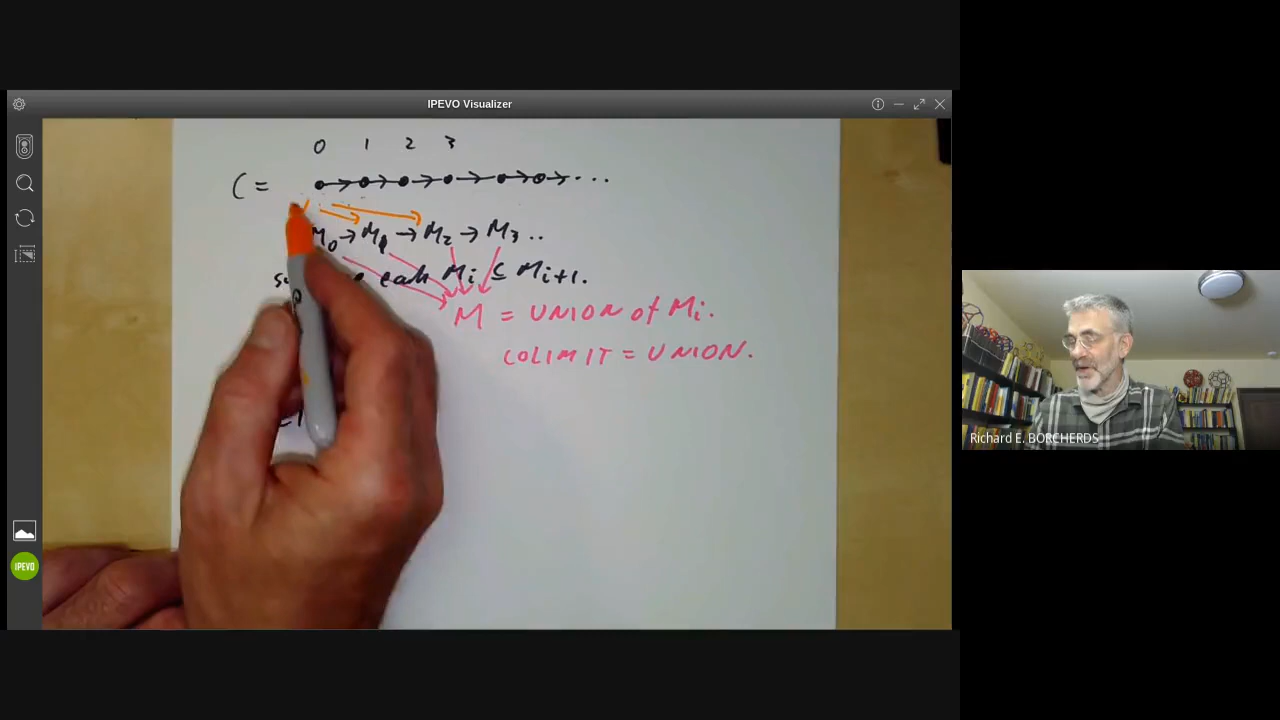 IPEVO Visualizer
0 1 2 3
C = ...
M0 → M1 → M2 → M3 ..
each Mi ⊆ Mi+1.
M = UNION of Mi.
COLIMIT = UNION.
Richard E. BORCHERDS
IPEVO